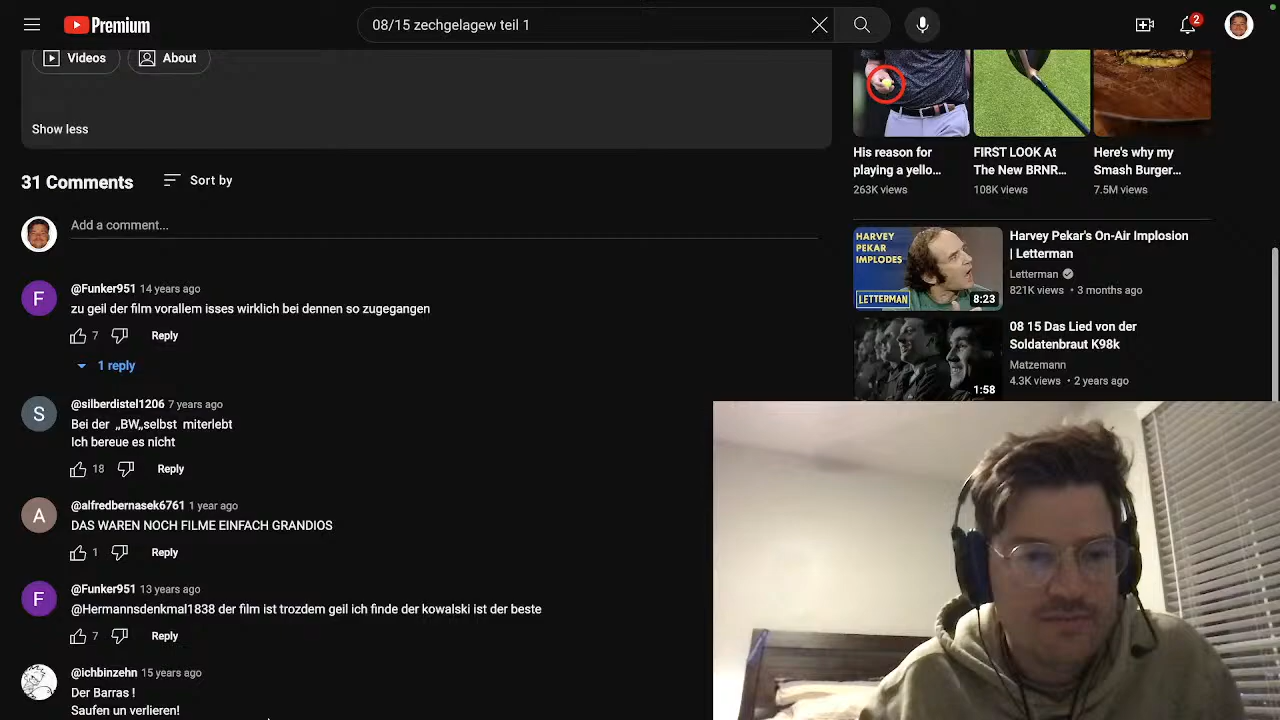 Premium
08/15 zechgelagew teil 1
2
Videos
About
Show less
31 Comments
Sort by
Add a comment...
F
@Funker951 14 years ago
zu geil der film vorallem isses wirklich bei dennen so zugegangen
7
Reply
1 reply
S
@silberdistel1206 7 years ago
Bei der „BW„selbst miterlebt
Ich bereue es nicht
18
Reply
A
@alfredbernasek6761 1 year ago
DAS WAREN NOCH FILME EINFACH GRANDIOS
1
Reply
F
@Funker951 13 years ago
@Hermannsdenkmal1838 der film ist trozdem geil ich finde der kowalski ist der beste
7
Reply
@ichbinzehn 15 years ago
Der Barras !
Saufen un verlieren!
His reason for
playing a yello...
263K views
FIRST LOOK At
The New BRNR...
108K views
Here's why my
Smash Burger...
7.5M views
HARVEY
PEKAR
IMPLODES
LETTERMAN
8:23
Harvey Pekar's On-Air Implosion
| Letterman
Letterman
821K views • 3 months ago
1:58
08 15 Das Lied von der
Soldatenbraut K98k
Matzemann
4.3K views • 2 years ago